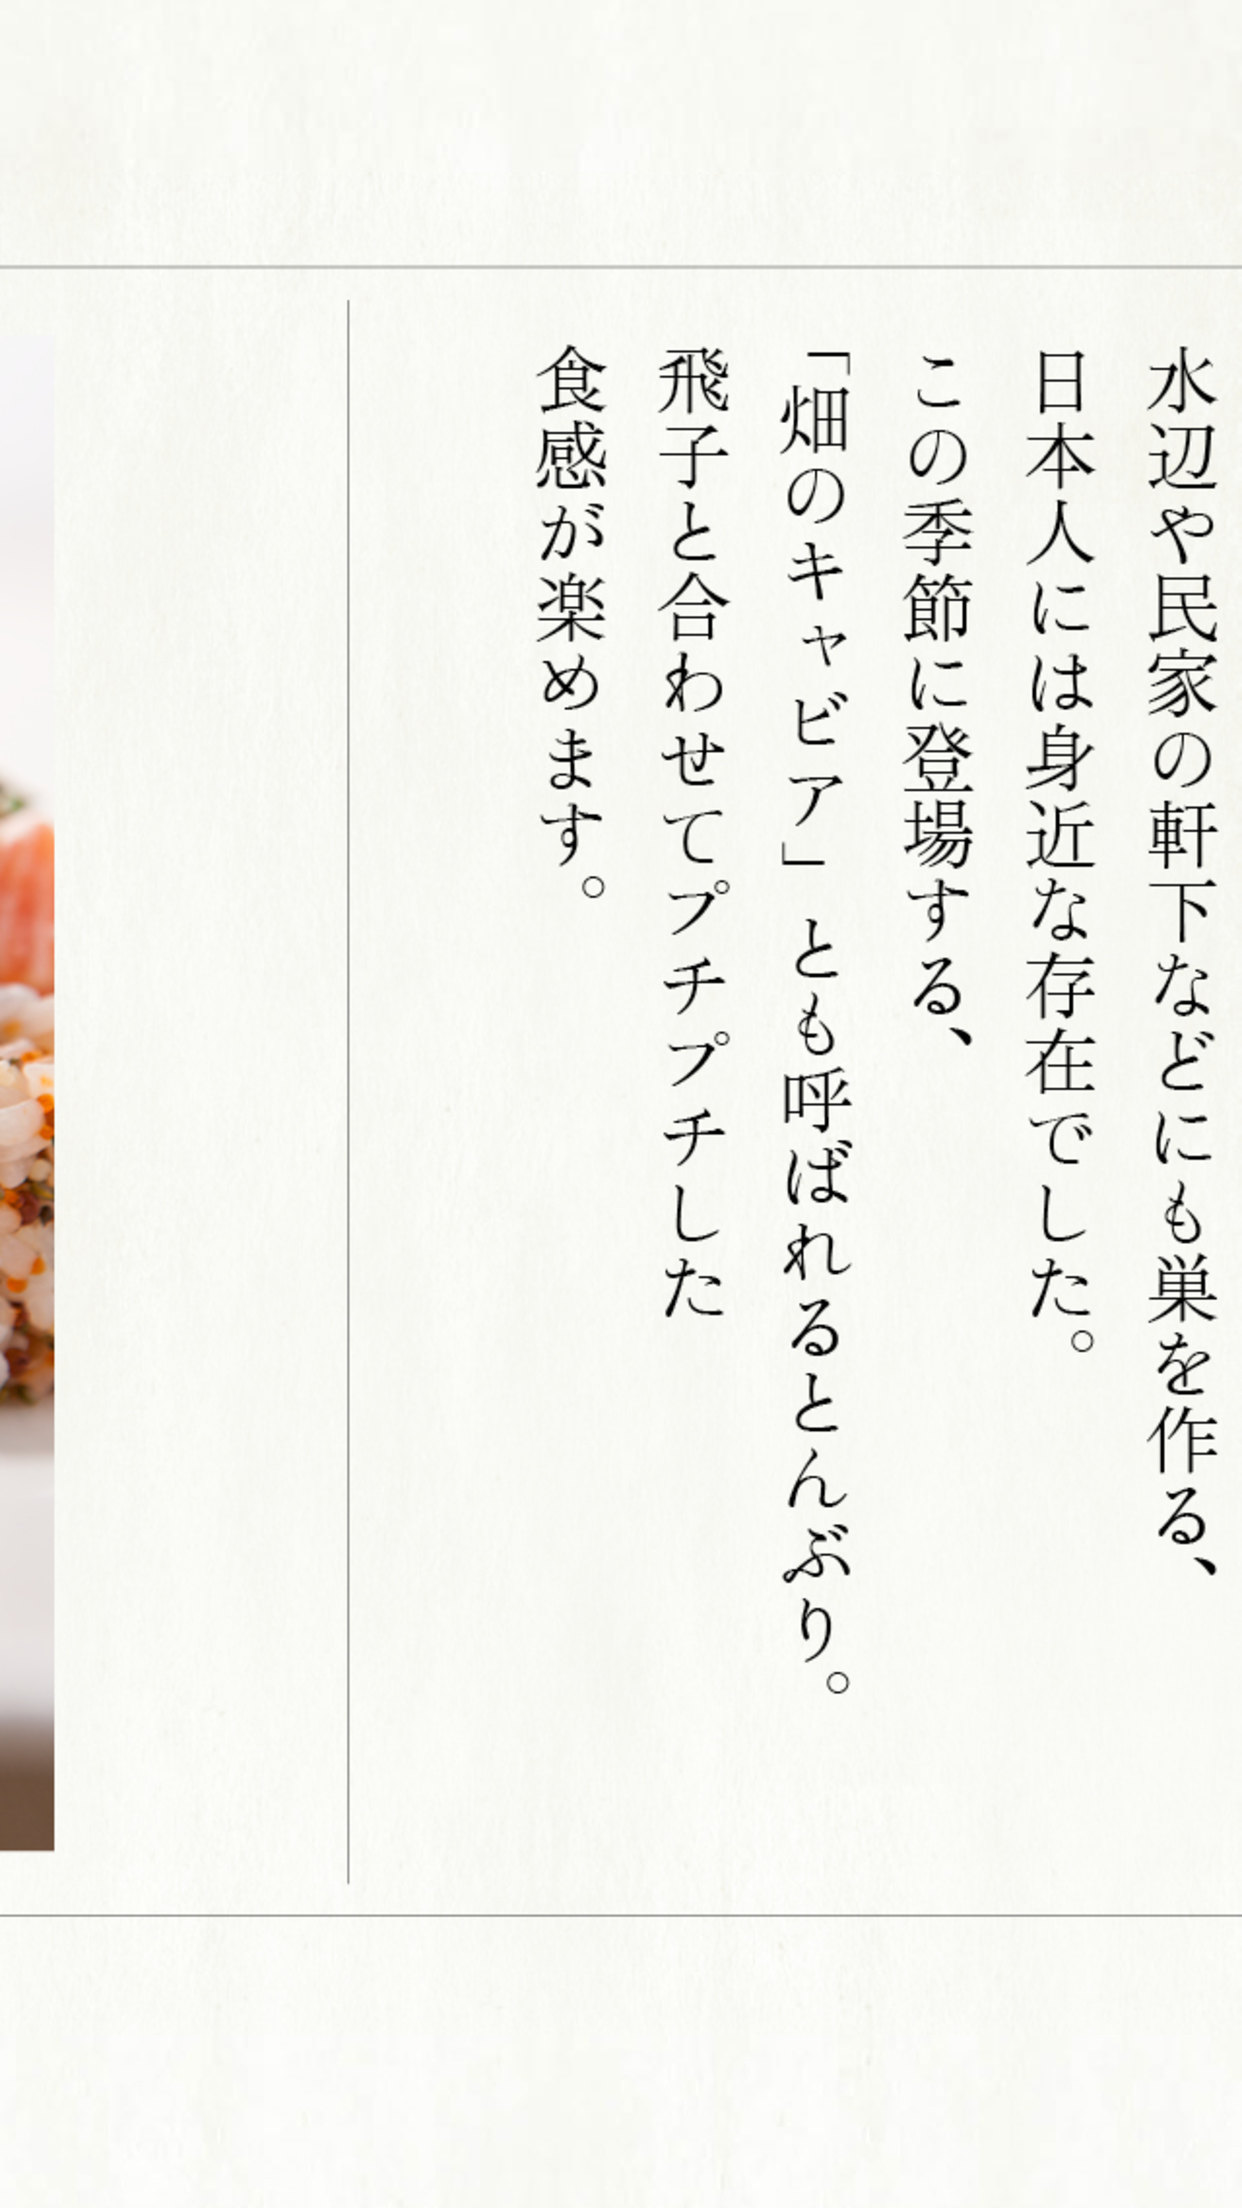 水辺や民家の軒下などにも巣を作る、
日本人には身近な存在でした。
この季節に登場する、
「畑のキャビア」とも呼ばれるとんぶり。
飛子と合わせてプチプチした
食感が楽めます。